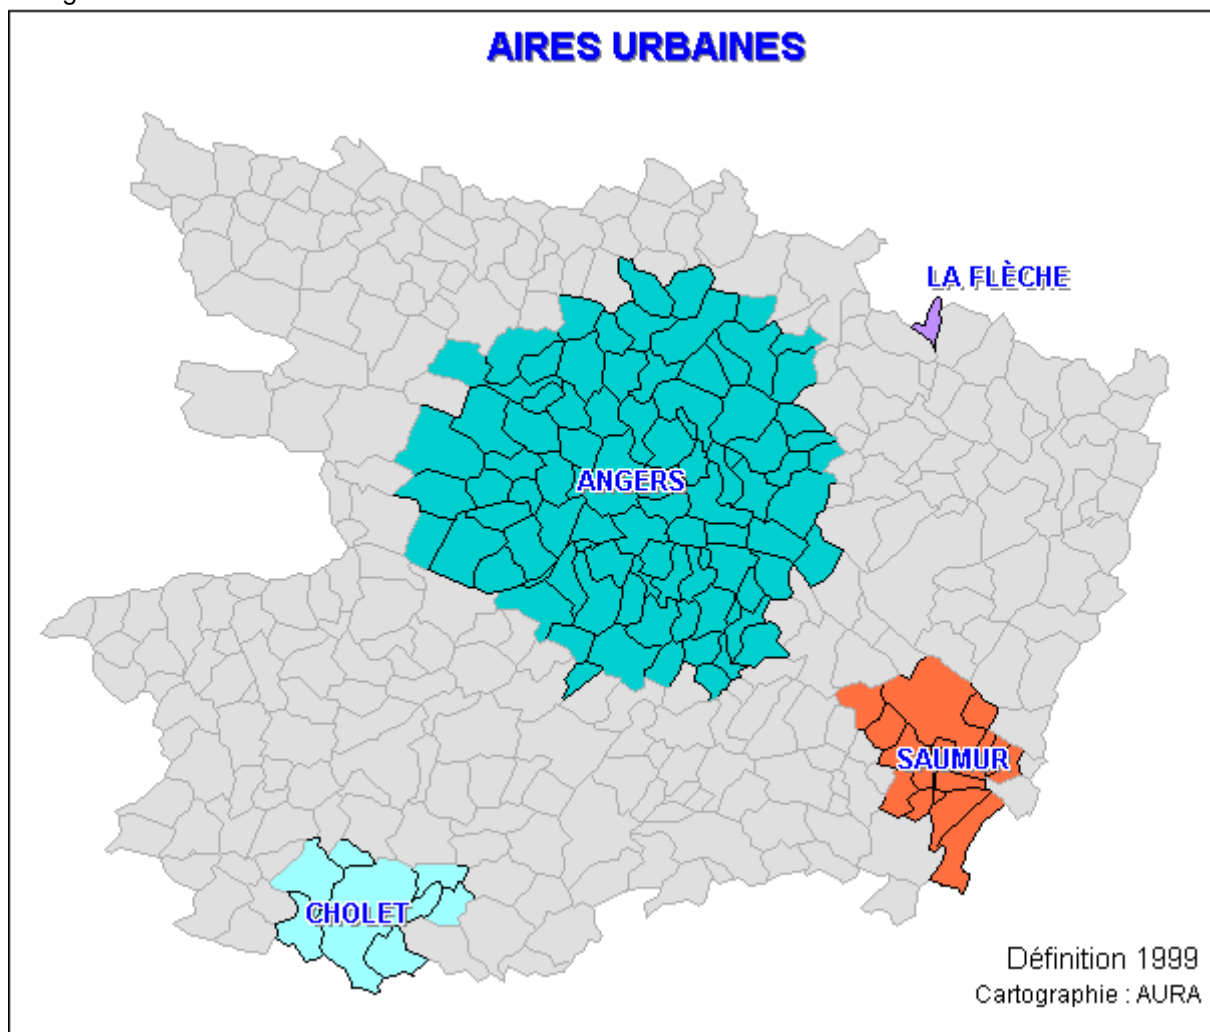 AIRES URBAINES
LA FLÈCHE
ANGERS
SAUMUR
CHOLET
Définition 1999
Cartographie : AURA